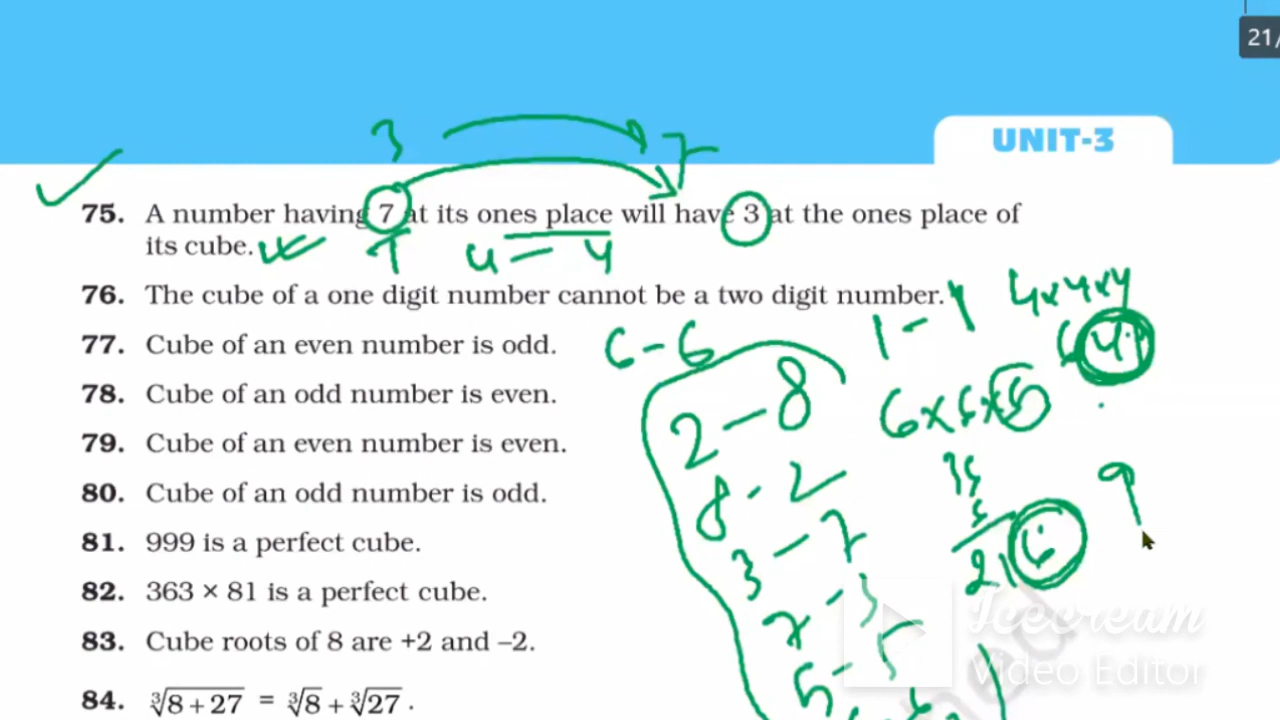 21/
UNIT-3
3 7
75. A number having 7 at its ones place will have 3 at the ones place of
its cube.
4 = 4
76. The cube of a one digit number cannot be a two digit number.
4×4×4
1 - 1
77. Cube of an even number is odd.
6 - 6
64
2 - 8
78. Cube of an odd number is even.
79. Cube of an even number is even.
8 - 2
9
80. Cube of an odd number is odd.
3 - 7
81. 999 is a perfect cube.
216
82. 363 × 81 is a perfect cube.
7 - 3
Icecream
Video Editor
83. Cube roots of 8 are +2 and –2.
5 - 5
84. ∛8 + 27 = ∛8 + ∛27 .